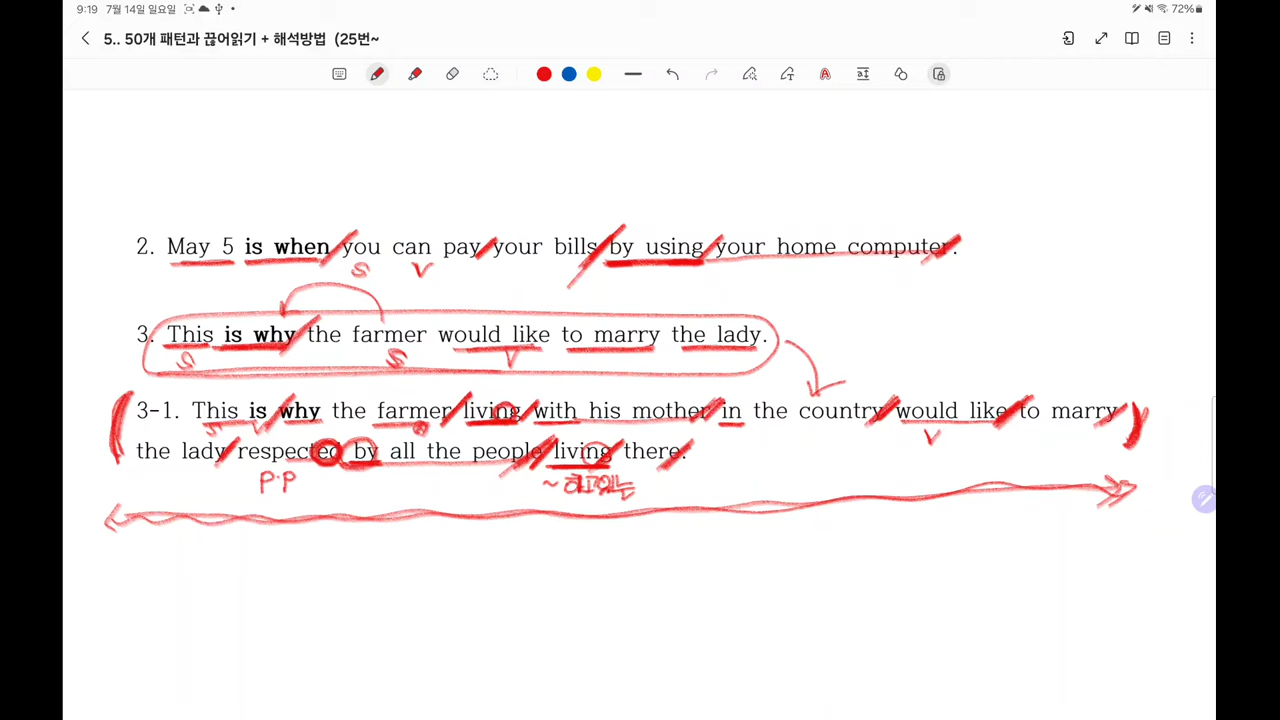 9:19 7월 14일 일요일 72%
5.. 50개 패턴과 끊어읽기 + 해석방법 (25번~
2. May 5 is when you can pay your bills by using your home computer.
S V
3. This is why the farmer would like to marry the lady.
S S V
3-1. This is why the farmer living with his mother in the country would like to marry
S V V
the lady respected by all the people living there.
P.P ~하고있는